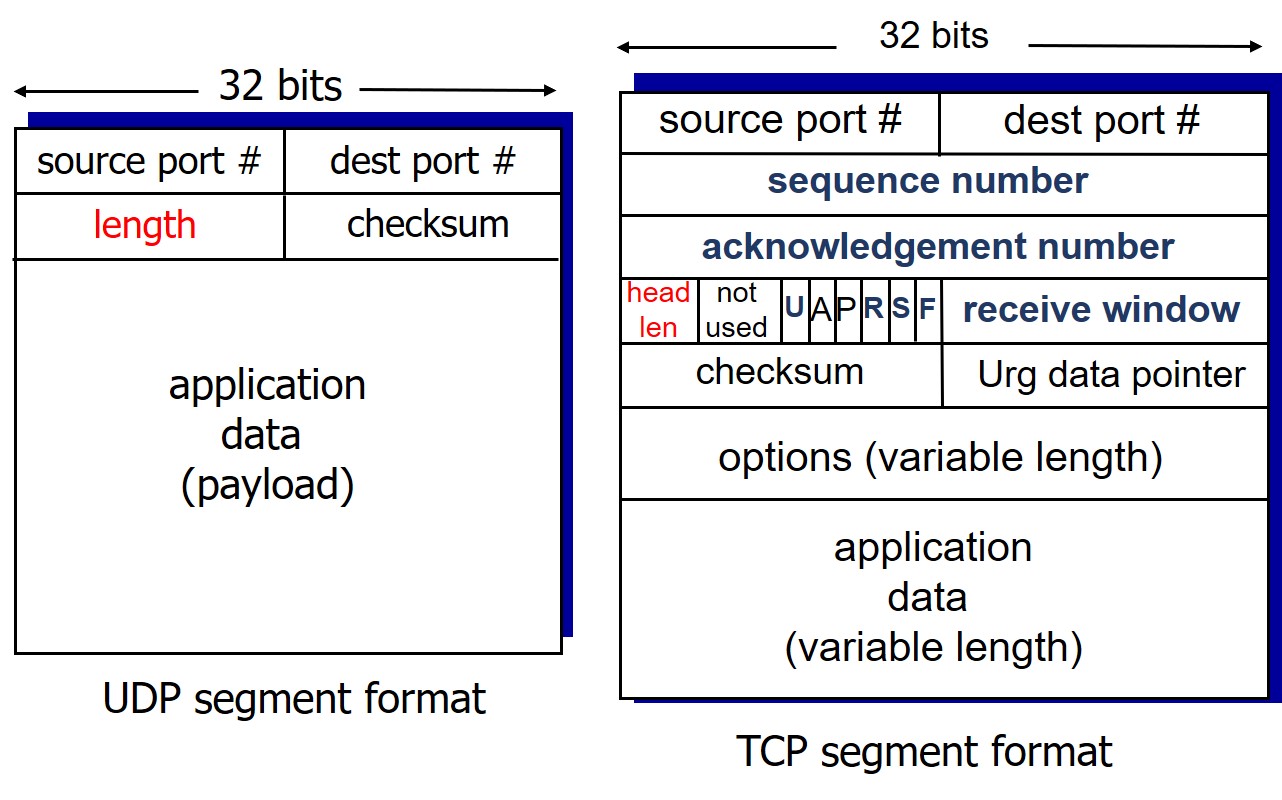 32 bits
source port #
dest port #
length
checksum
application
data
(payload)
UDP segment format
32 bits
source port #
dest port #
sequence number
acknowledgement number
head
len
not
used
U
A
P
R
S
F
receive window
checksum
Urg data pointer
options (variable length)
application
data
(variable length)
TCP segment format